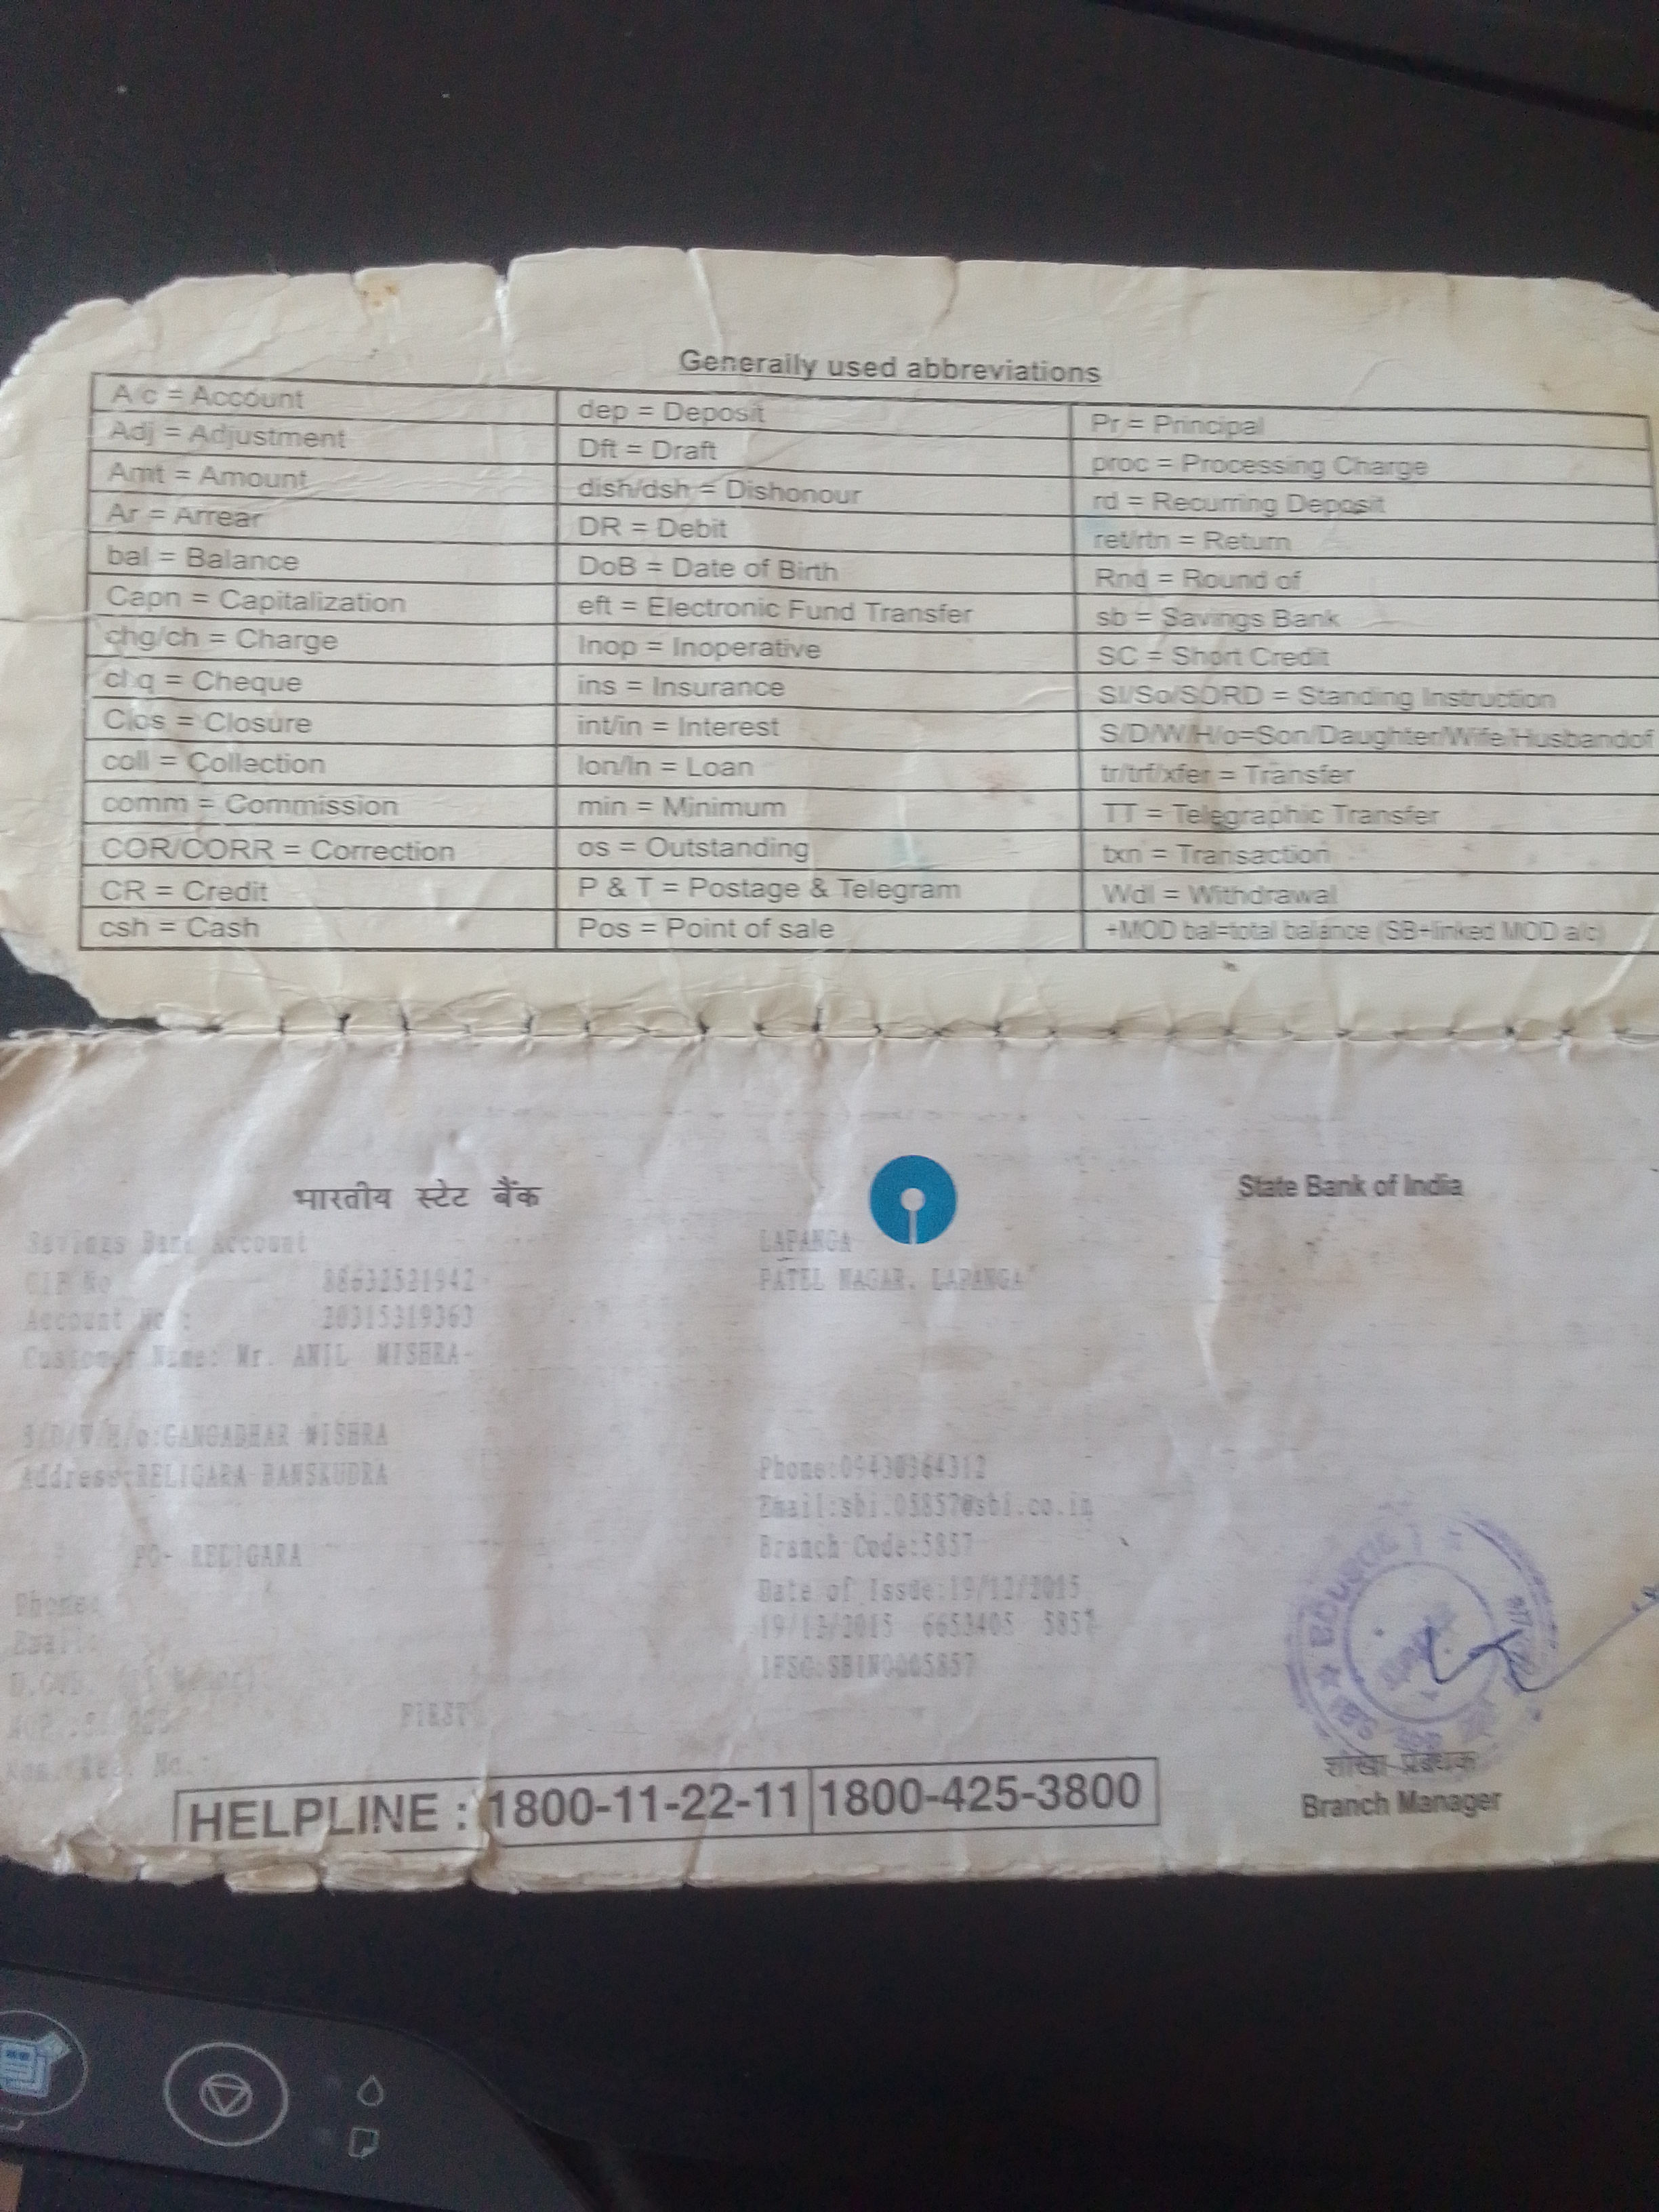 Generally used abbreviations
A/c = Account
Adj = Adjustment
Amt = Amount
Ar = Arrear
bal = Balance
Capn = Capitalization
chg/ch = Charge
chq = Cheque
Clos = Closure
coll = Collection
comm = Commission
COR/CORR = Correction
CR = Credit
csh = Cash
dep = Deposit
Dft = Draft
dish/dsh = Dishonour
DR = Debit
DoB = Date of Birth
eft = Electronic Fund Transfer
Inop = Inoperative
ins = Insurance
int/in = Interest
lon/ln = Loan
min = Minimum
os = Outstanding
P & T = Postage & Telegram
Pos = Point of sale
Pr = Principal
proc = Processing Charge
rd = Recurring Deposit
ret/rtn = Return
Rnd = Round of
sb = Savings Bank
SC = Short Credit
SI/So/SORD = Standing Instruction
S/D/W/H/o=Son/Daughter/Wife/Husbandof
tr/trf/xfer = Transfer
TT = Telegraphic Transfer
txn = Transaction
Wdl = Withdrawal
+MOD bal=total balance (SB+linked MOD a/c)
भारतीय स्टेट बैंक
State Bank of India
Savings Bank Account
CIF No 88632521942
Account No : 20315319363
Customer Name: Mr. ANIL MISHRA
S/D/W/H/o:GANGADHAR MISHRA
Address:RELIGARA BANSKUDRA
PO- RELIGARA
Phone:
Email:
FIRST
LAPANGA
PATEL NAGAR, LAPANGA
Phone:09430364312
Email:sbi.05857@sbi.co.in
Branch Code:5857
Date of Issue:19/12/2015
19/12/2015 6653405 5857
IFSC:SBIN0005857
शाखा प्रबंधक
Branch Manager
HELPLINE : 1800-11-22-11 1800-425-3800